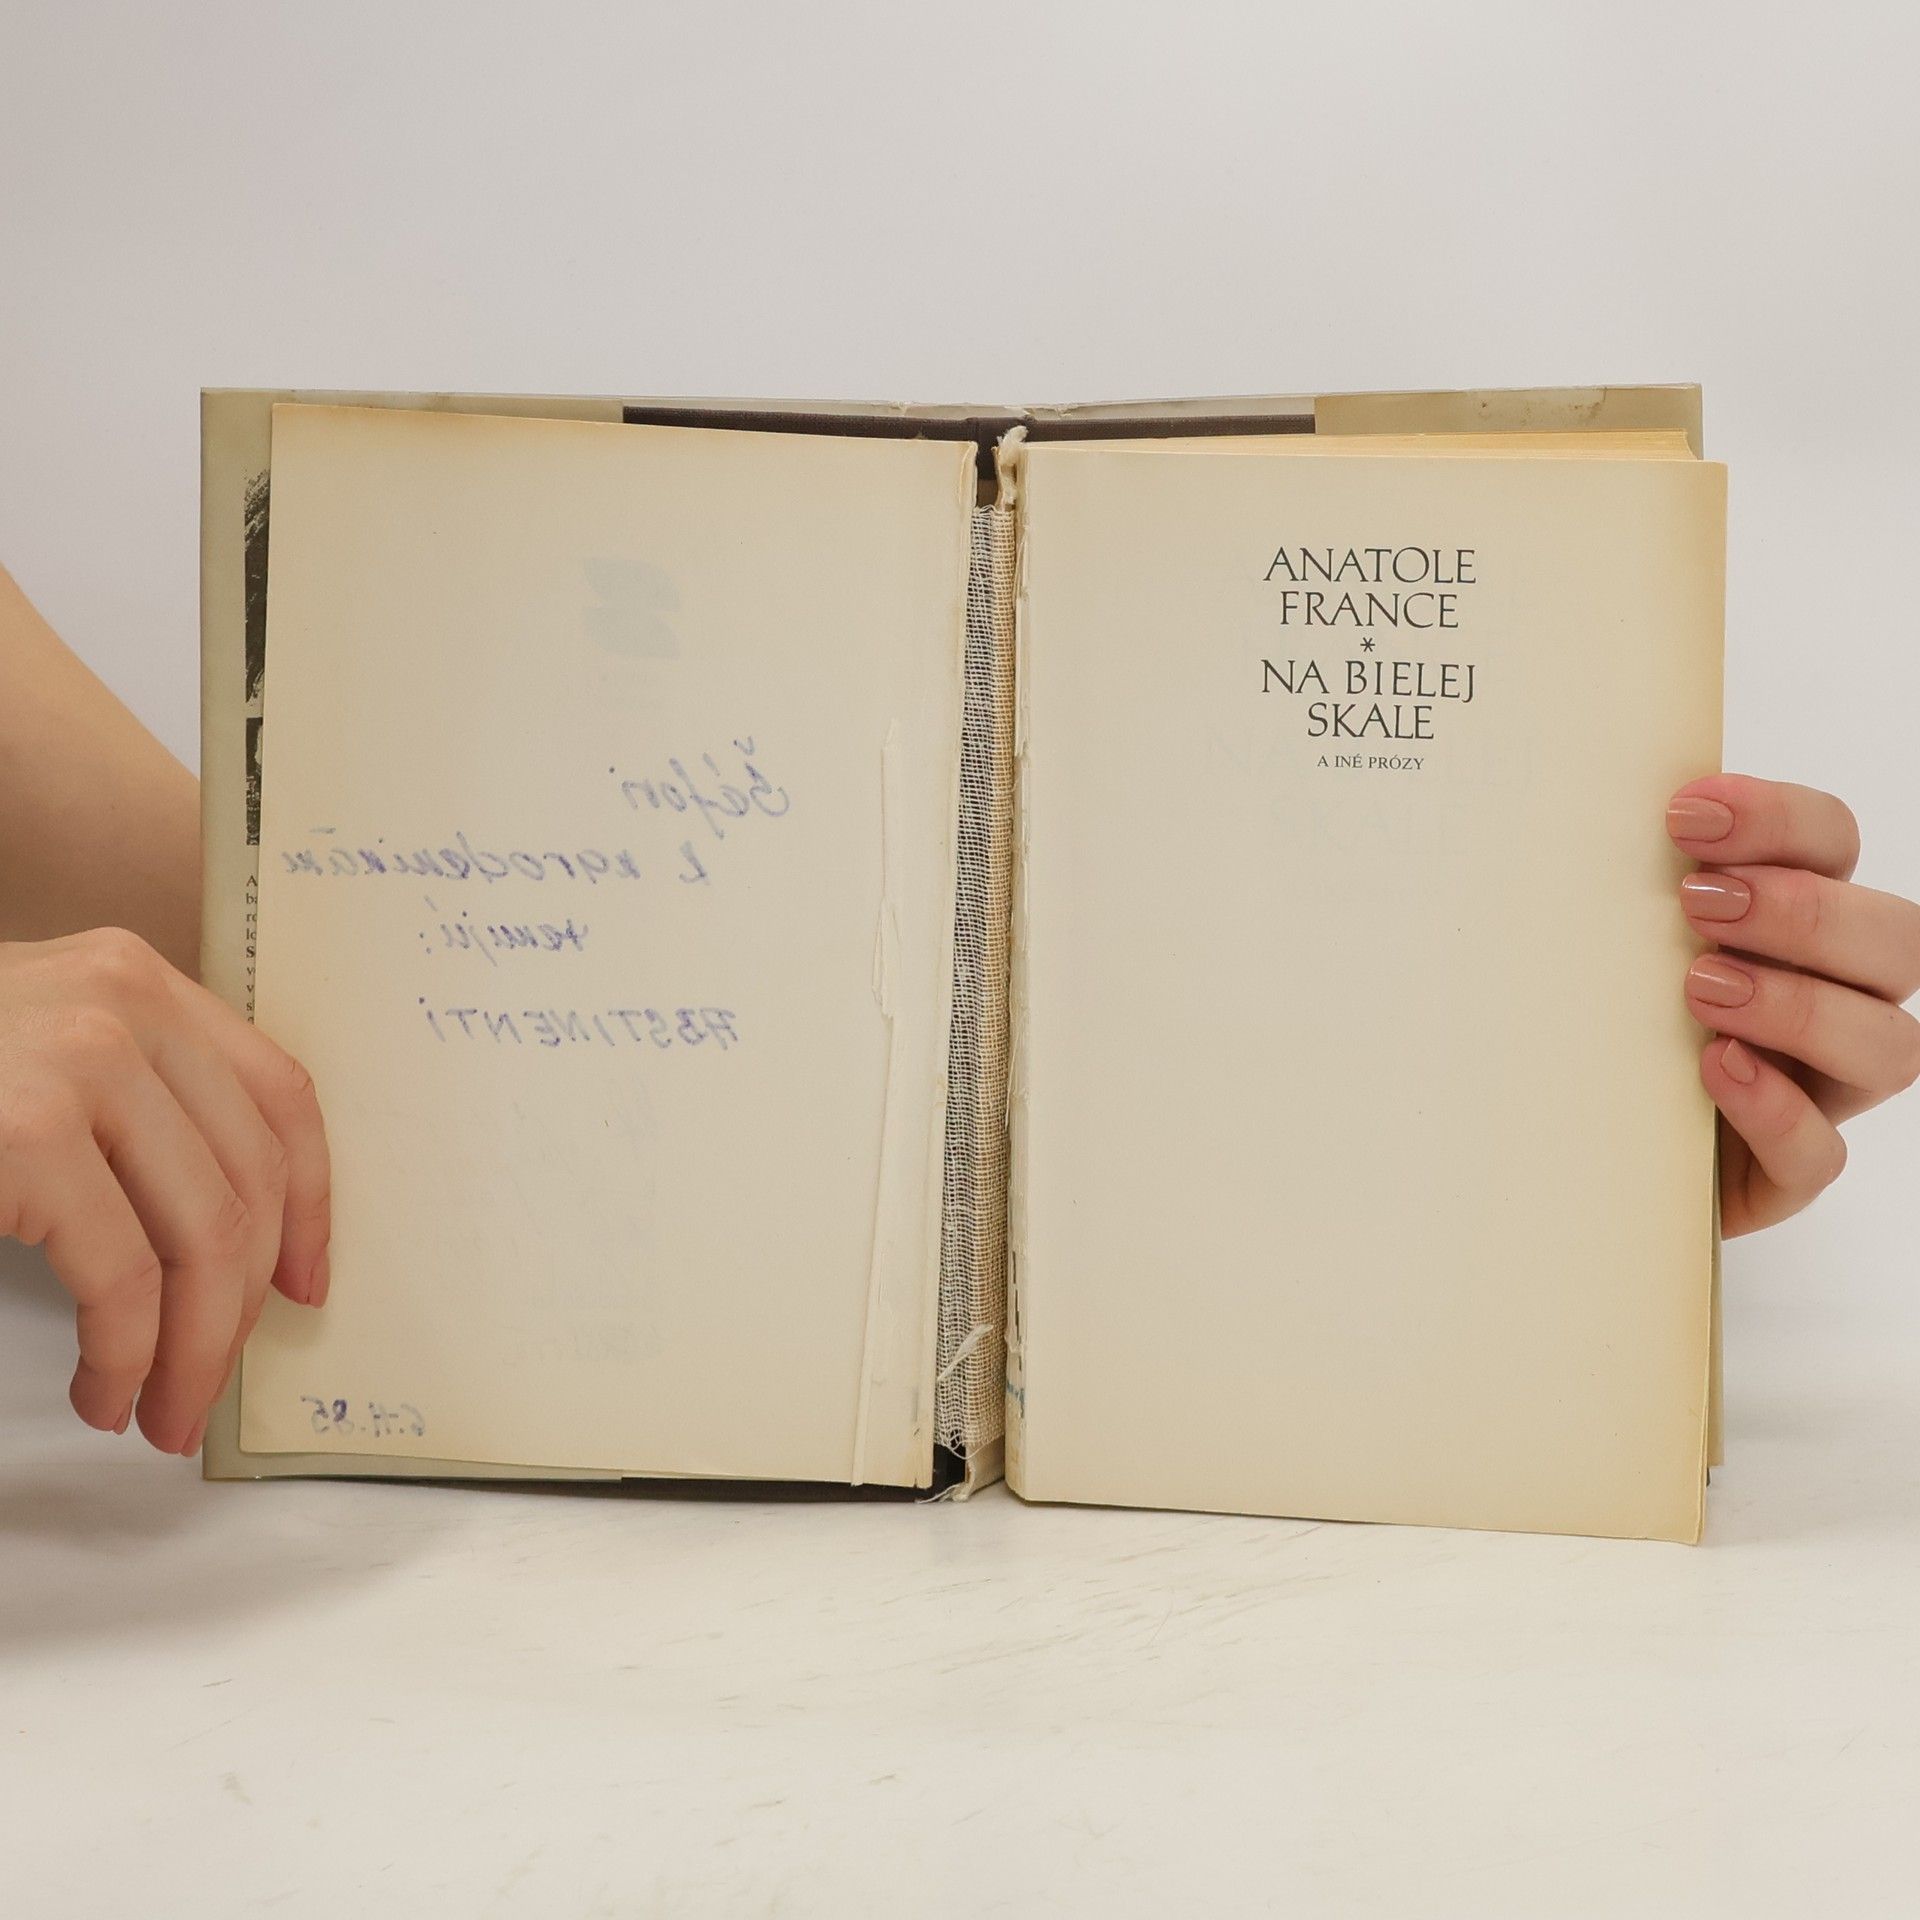 Šéfovi
k narodeninám
venujú:
ABSTINENTI
6.11.85
ANATOLE
FRANCE
*
NA BIELEJ
SKALE
A INÉ PRÓZY